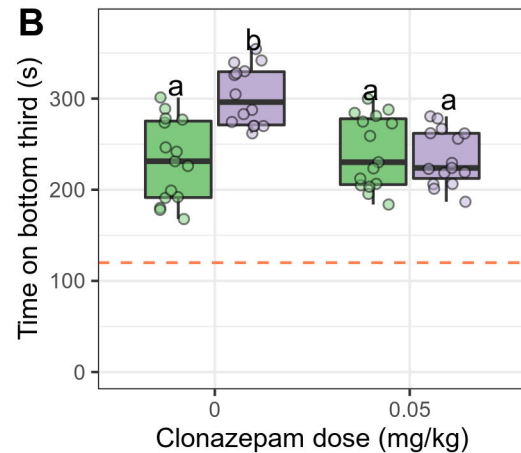 B
b
a
a
a
300
200
100
0
Time on bottom third (s)
0
0.05
Clonazepam dose (mg/kg)